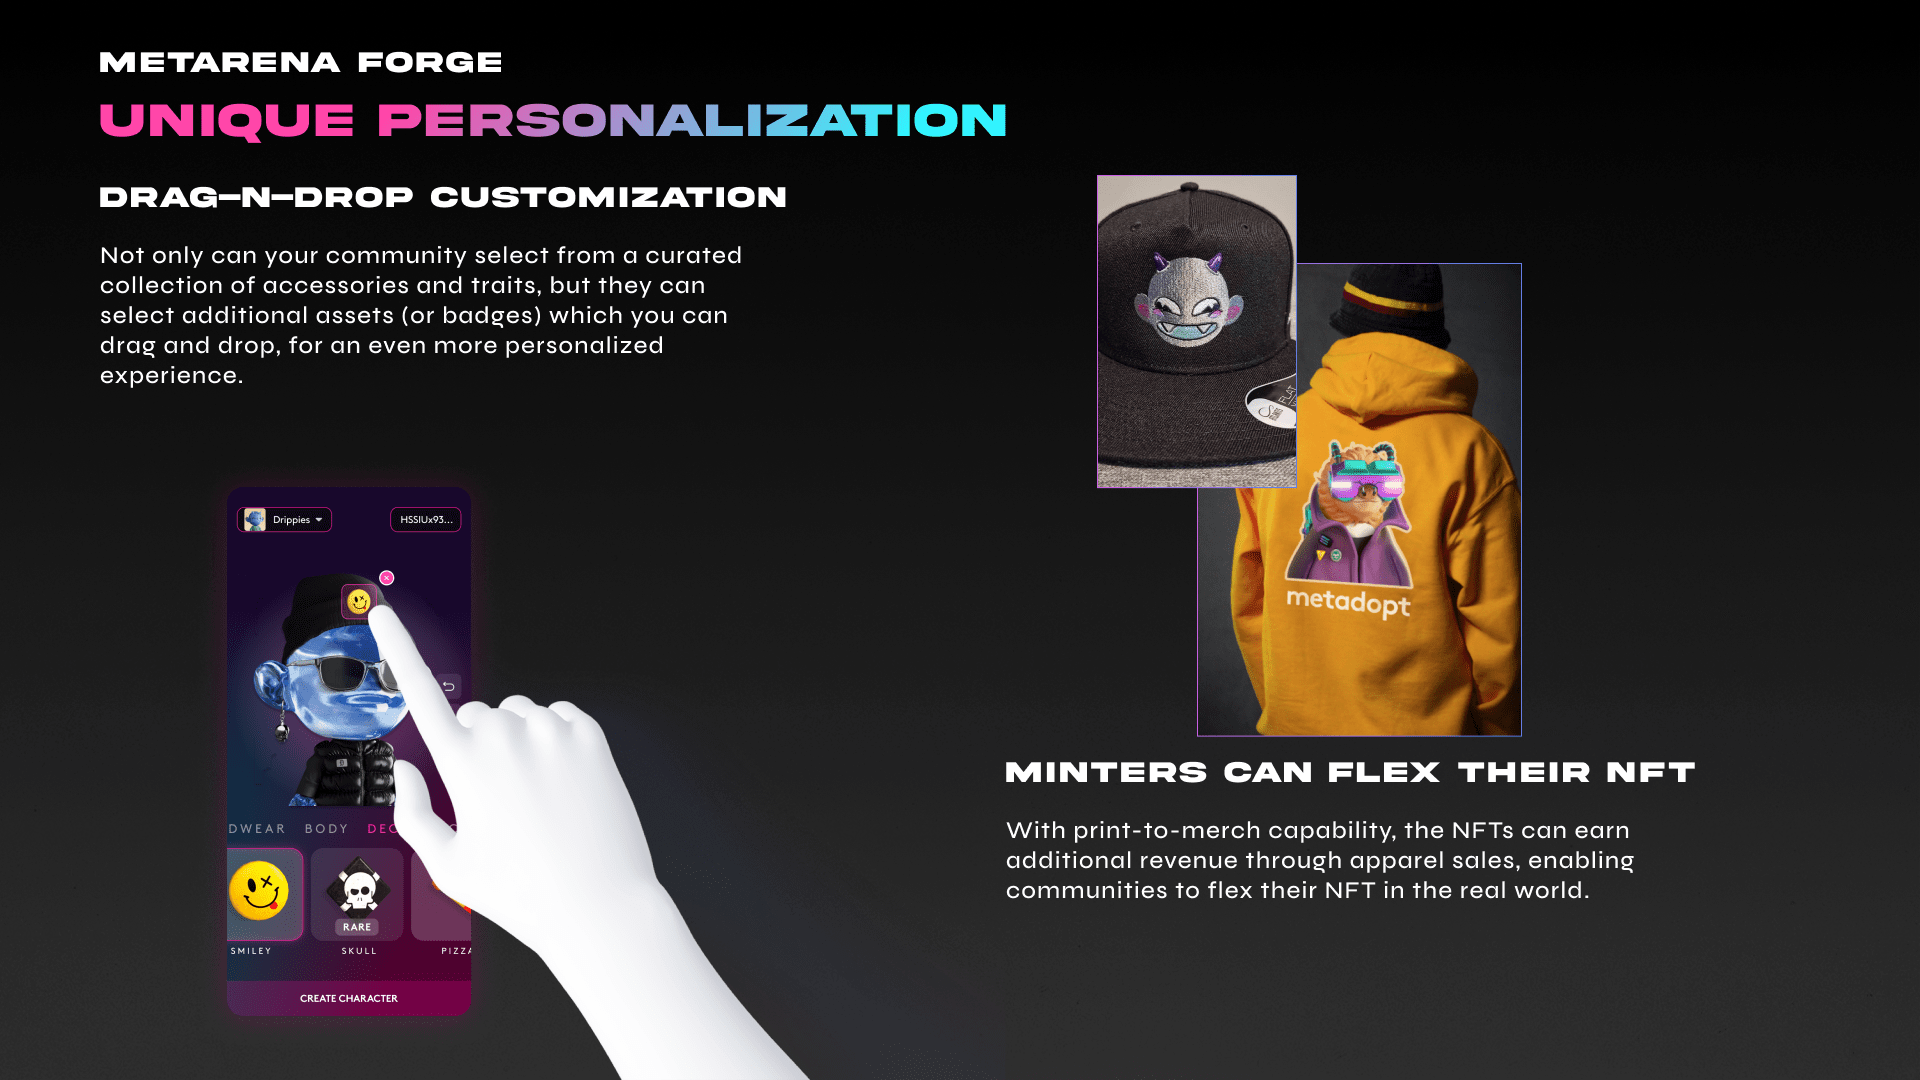 METARENA FORGE
UNIQUE PERSONALIZATION
DRAG-N-DROP CUSTOMIZATION
Not only can your community select from a curated
collection of accessories and traits, but they can
select additional assets (or badges) which you can
drag and drop, for an even more personalized
experience.
Drippies
HSSIUx93...
DWEAR BODY DEC
RARE
SMILEY SKULL PIZZA
CREATE CHARACTER
metadopt
MINTERS CAN FLEX THEIR NFT
With print-to-merch capability, the NFTs can earn
additional revenue through apparel sales, enabling
communities to flex their NFT in the real world.